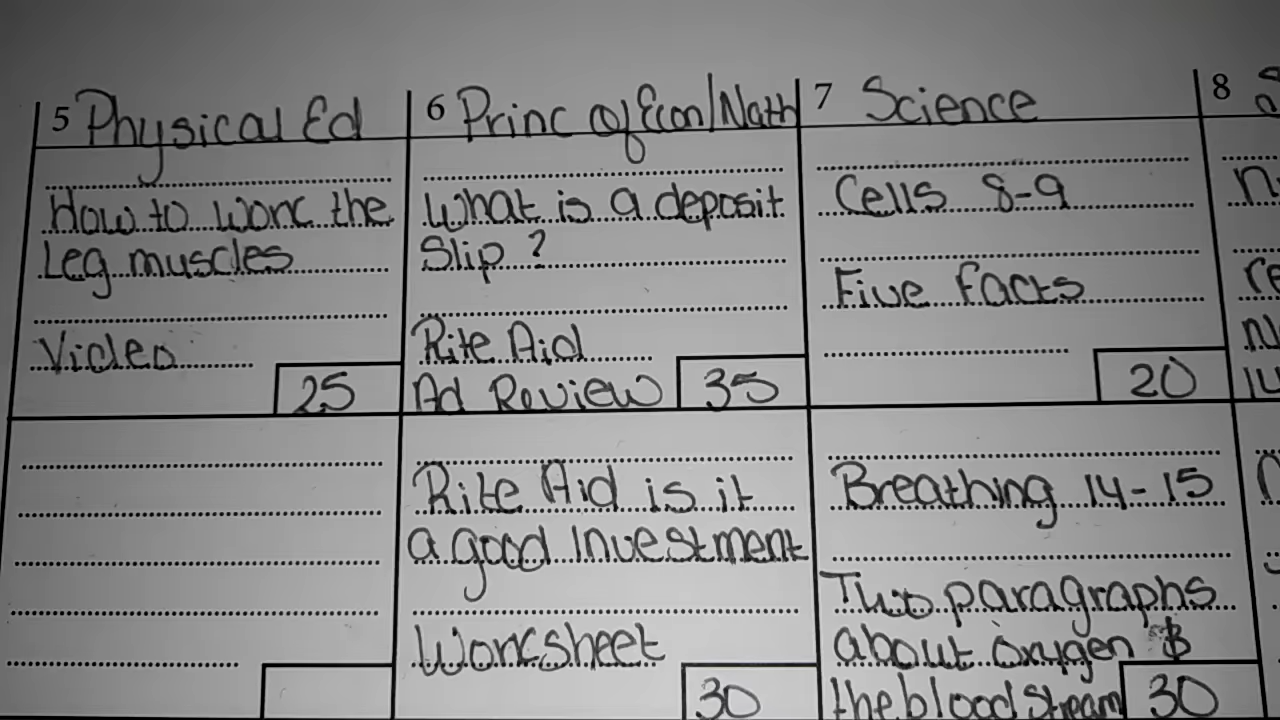 5 Physical Ed
How to work the
Leg muscles
Video
25
6 Princ of Econ/Math
What is a deposit
Slip?
Rite Aid
Ad Review
35
Rite Aid is it
a good investment
Worksheet
30
7 Science
Cells 8-9
Five facts
20
Breathing 14-15
Two paragraphs
about oxygen &
the blood stream
30
8